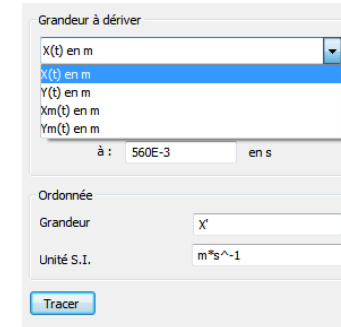 Grandeur à dériver
X(t) en m
X(t) en m
Y(t) en m
Xm(t) en m
Ym(t) en m
à : 560E-3 en s
Ordonnée
Grandeur X'
Unité S.I. m*s^-1
Tracer